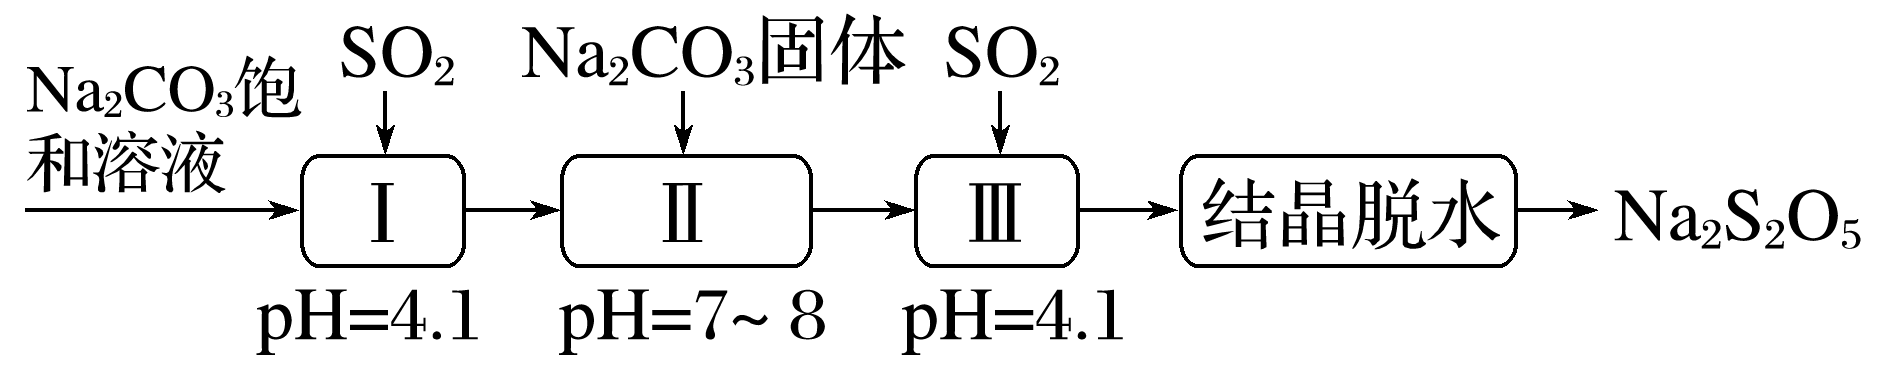 Na₂CO₃饱
和溶液
SO₂
Na₂CO₃固体
SO₂
Ⅰ
Ⅱ
Ⅲ
结晶脱水
Na₂S₂O₅
pH=4.1
pH=7~8
pH=4.1